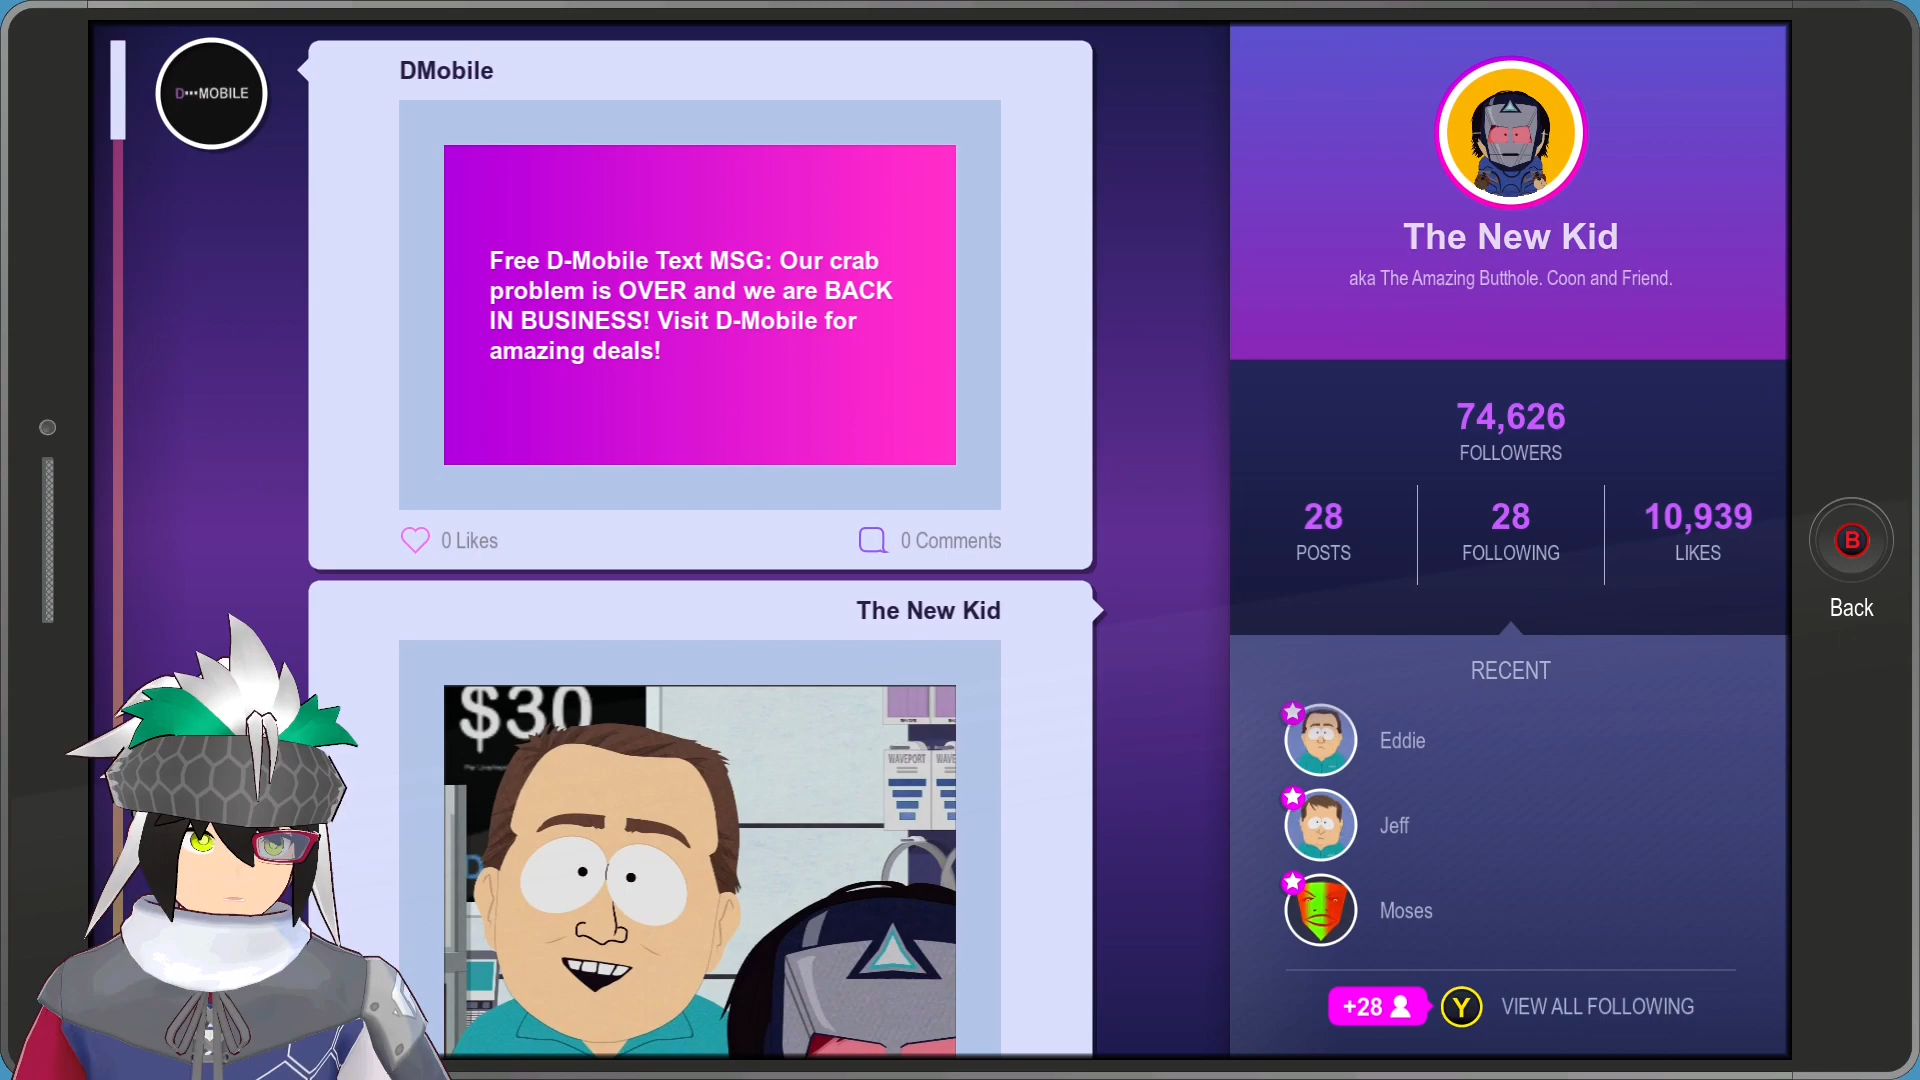 D···MOBILE
DMobile
Free D-Mobile Text MSG: Our crab
problem is OVER and we are BACK
IN BUSINESS! Visit D-Mobile for
amazing deals!
0 Likes
0 Comments
The New Kid
$30
WAVEPORT
WAVE
The New Kid
aka The Amazing Butthole. Coon and Friend.
74,626
FOLLOWERS
28
POSTS
28
FOLLOWING
10,939
LIKES
RECENT
Eddie
Jeff
Moses
+28
Y
VIEW ALL FOLLOWING
B
Back